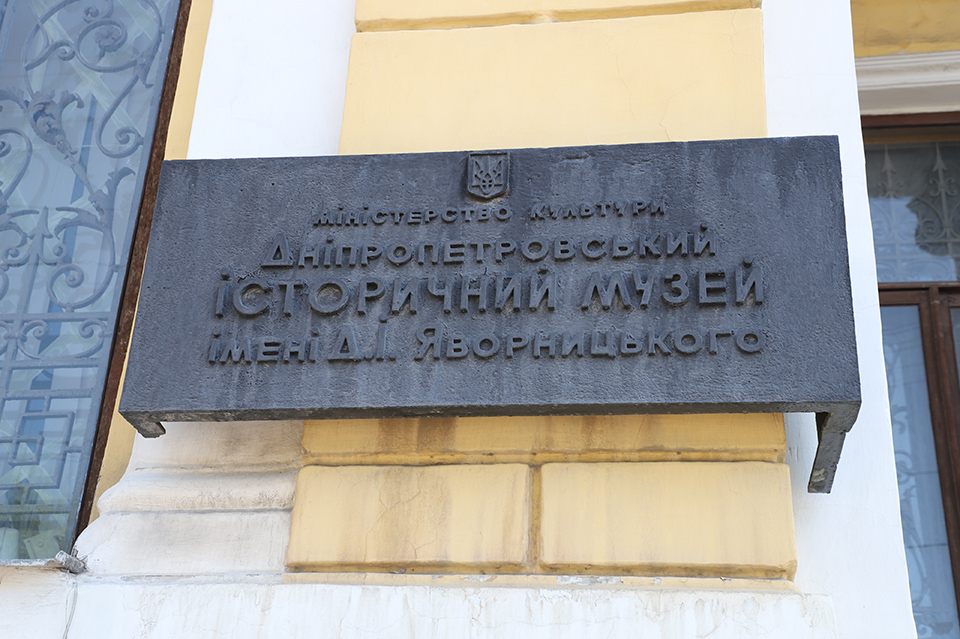 МІНІСТЕРСТВО КУЛЬТУРИ
ДНІПРОПЕТРОВСЬКИЙ
ІСТОРИЧНИЙ МУЗЕЙ
ІМЕНІ Д.І. ЯВОРНИЦЬКОГО